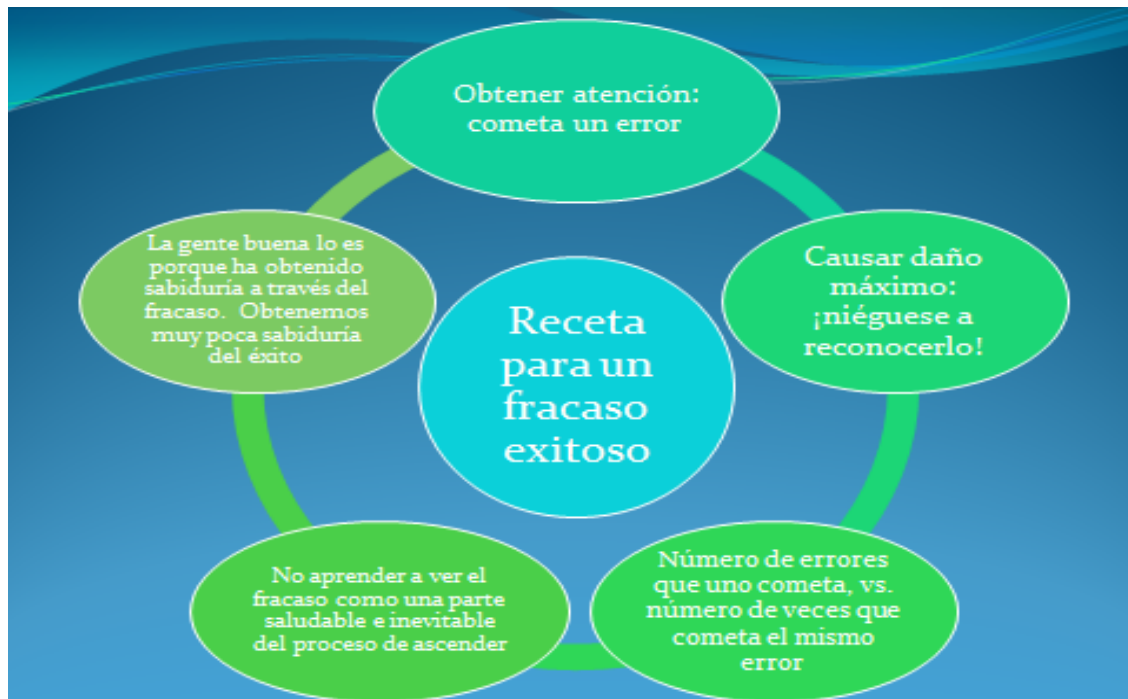 Obtener atención:
cometa un error
La gente buena lo es
porque ha obtenido
sabiduría a través del
fracaso. Obtenemos
muy poca sabiduría
del éxito
Causar daño
máximo:
¡niéguese a
reconocerlo!
Receta
para un
fracaso
exitoso
No aprender a ver el
fracaso como una parte
saludable e inevitable
del proceso de ascender
Número de errores
que uno cometa, vs.
número de veces que
cometa el mismo
error